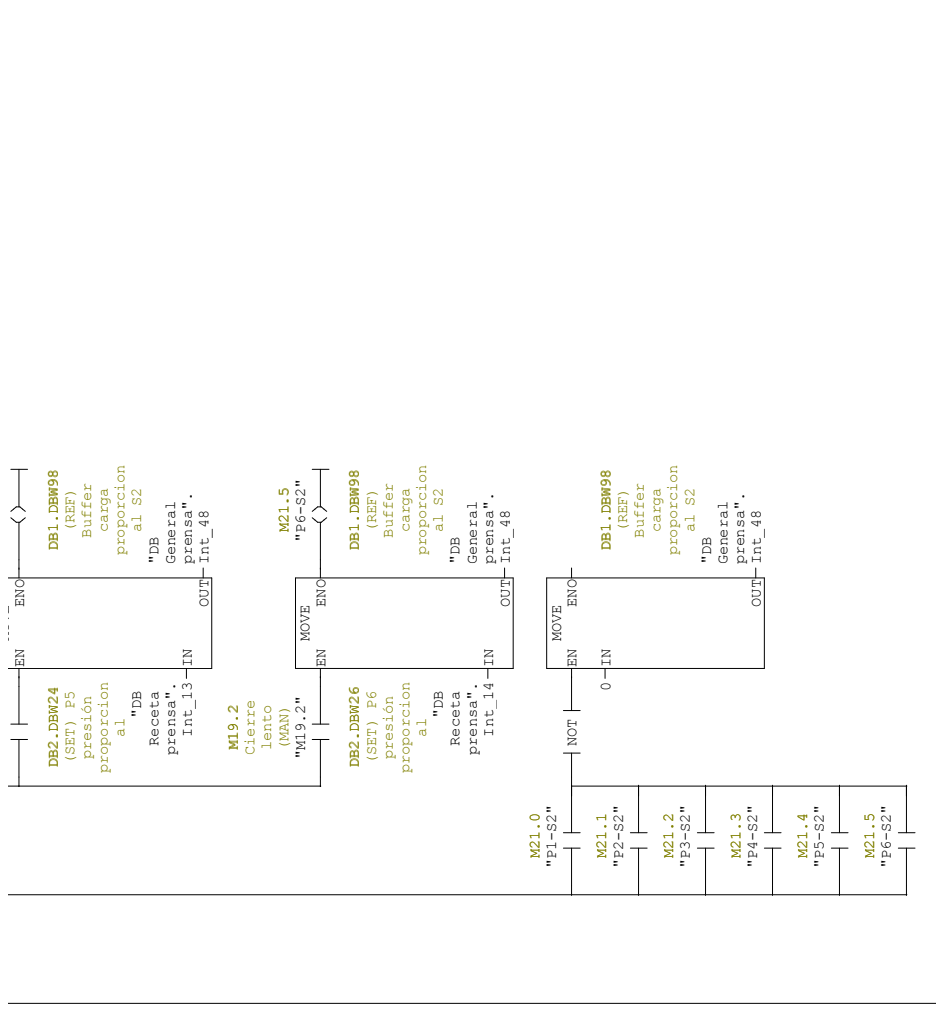 DB2.DBW24
(SET) P5
presión
proporcion
al
"DB
Receta
prensa".
Int_13
EN
IN
ENO
OUT
DB1.DBW98
(REF)
Buffer
carga
proporcion
al S2
"DB
General
prensa".
Int_48
M19.2
Cierre
lento
(MAN)
"M19.2"
DB2.DBW26
(SET) P6
presión
proporcion
al
"DB
Receta
prensa".
Int_14
MOVE
EN
IN
ENO
OUT
M21.5
"P6-S2"
DB1.DBW98
(REF)
Buffer
carga
proporcion
al S2
"DB
General
prensa".
Int_48
M21.0
"P1-S2"
M21.1
"P2-S2"
M21.2
"P3-S2"
M21.3
"P4-S2"
M21.4
"P5-S2"
M21.5
"P6-S2"
NOT
0
MOVE
EN
IN
ENO
OUT
DB1.DBW98
(REF)
Buffer
carga
proporcion
al S2
"DB
General
prensa".
Int_48